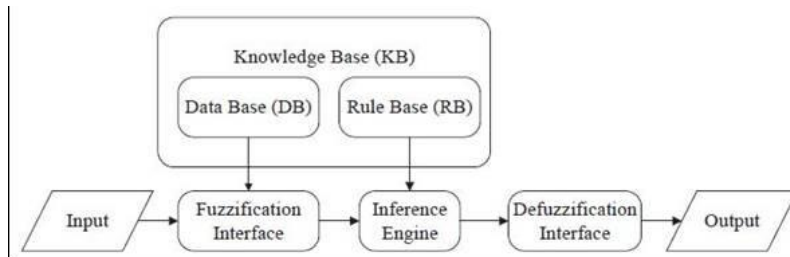 Knowledge Base (KB)
Data Base (DB)
Rule Base (RB)
Input
Fuzzification
Interface
Inference
Engine
Defuzzification
Interface
Output